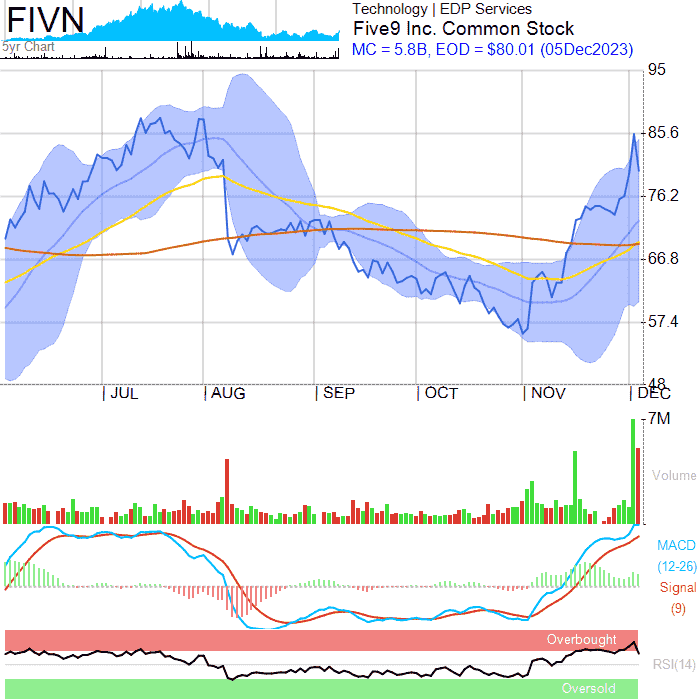 FIVN
5yr Chart
Technology | EDP Services
Five9 Inc. Common Stock
MC = 5.8B, EOD = $80.01 (05Dec2023)
95
85.6
76.2
66.8
57.4
48
| JUL | AUG | SEP | OCT | NOV | DEC
7M
Volume
MACD
(12-26)
Signal
(9)
Overbought
RSI(14)
Oversold